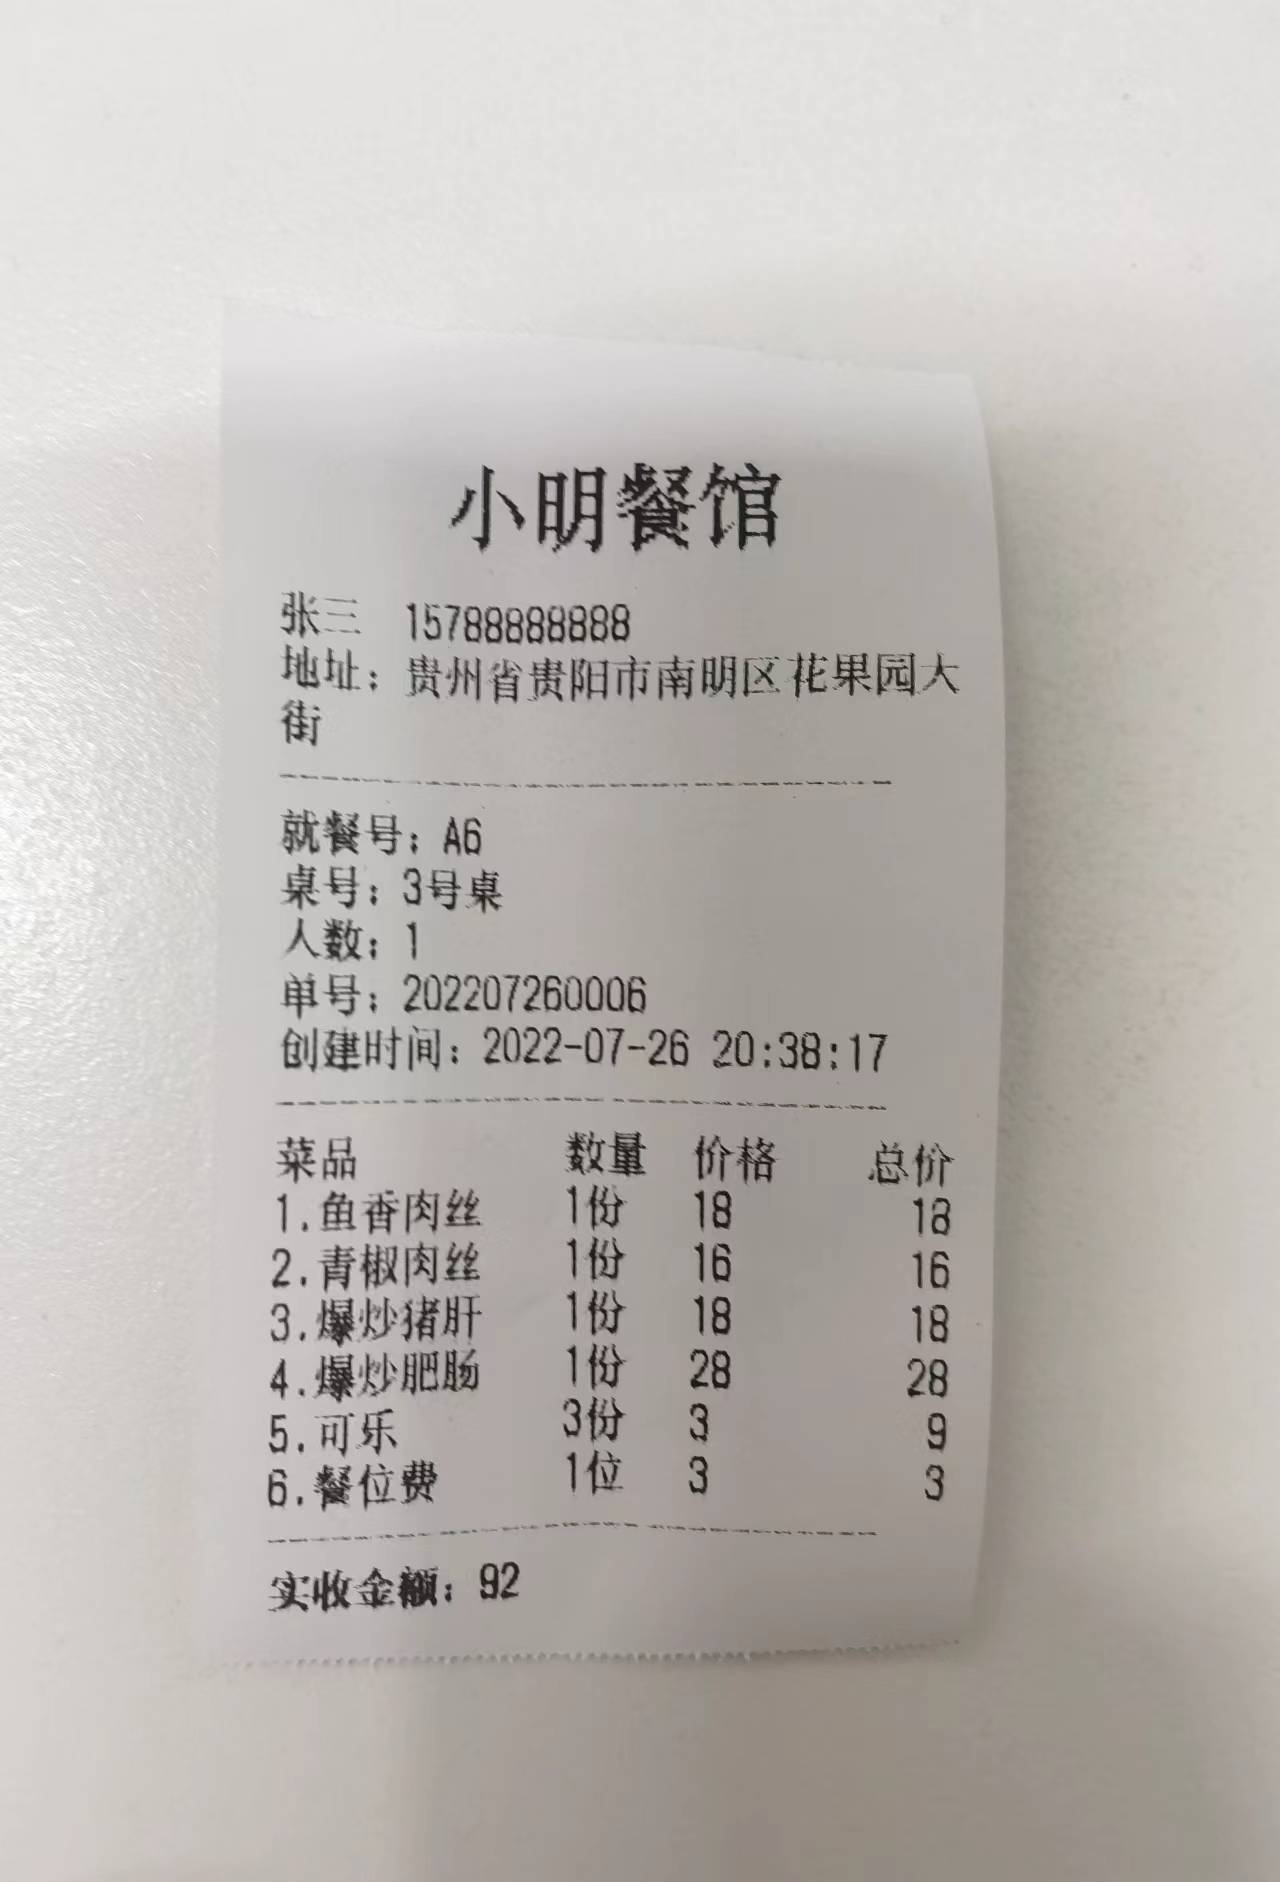 小明餐馆
张三 15788888888
地址：贵州省贵阳市南明区花果园大
街
就餐号：A6
桌号：3号桌
人数：1
单号：202207260006
创建时间：2022-07-26 20:38:17
菜品 数量 价格 总价
1.鱼香肉丝 1份 18 18
2.青椒肉丝 1份 16 16
3.爆炒猪肝 1份 18 18
4.爆炒肥肠 1份 28 28
5.可乐 3份 3 9
6.餐位费 1位 3 3
实收金额：92